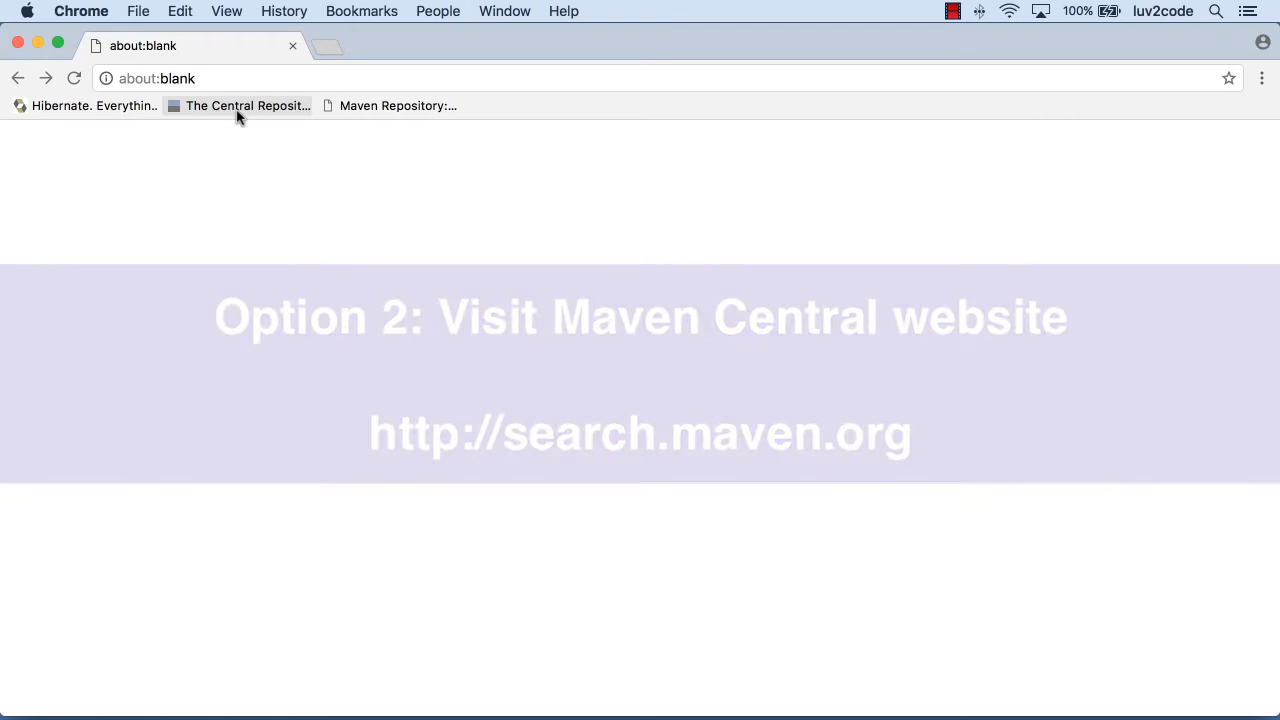 Chrome File Edit View History Bookmarks People Window Help 100% luv2code
about:blank
about:blank
Hibernate. Everythin.. The Central Reposit... Maven Repository:...
Option 2: Visit Maven Central website
http://search.maven.org